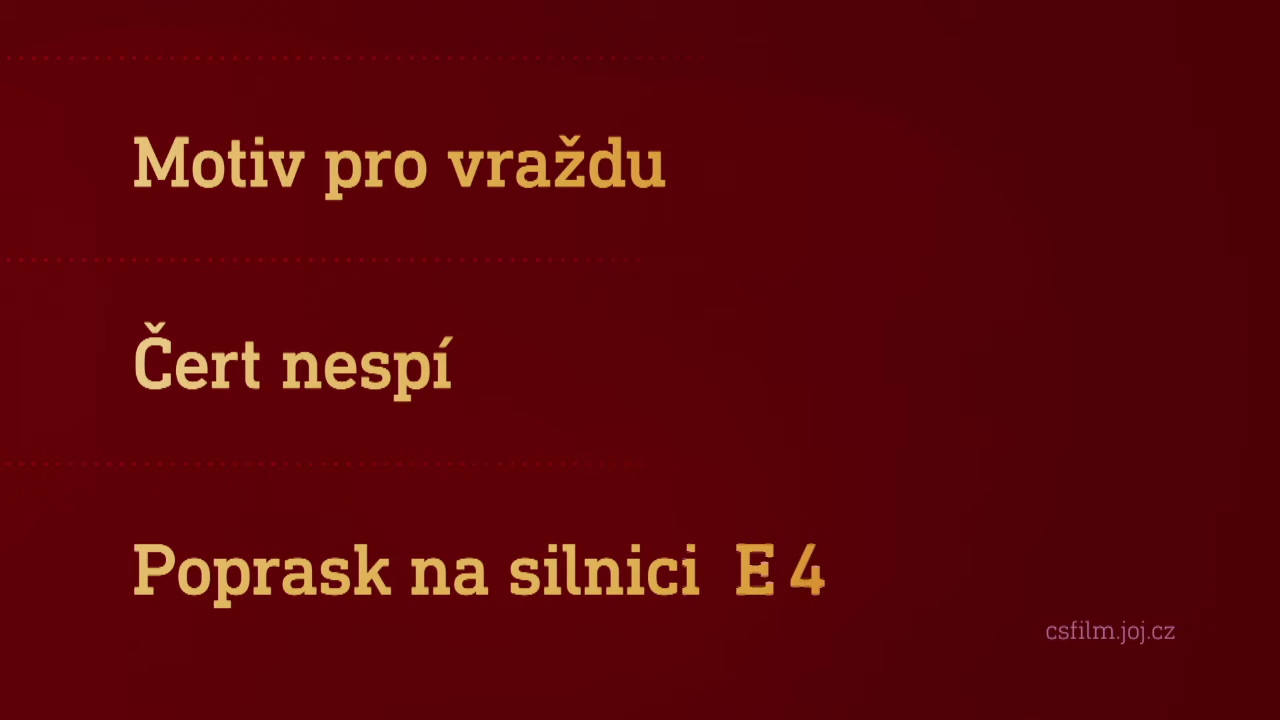 Motiv pro vraždu
Čert nespí
Poprask na silnici E 4
csfilm.joj.cz